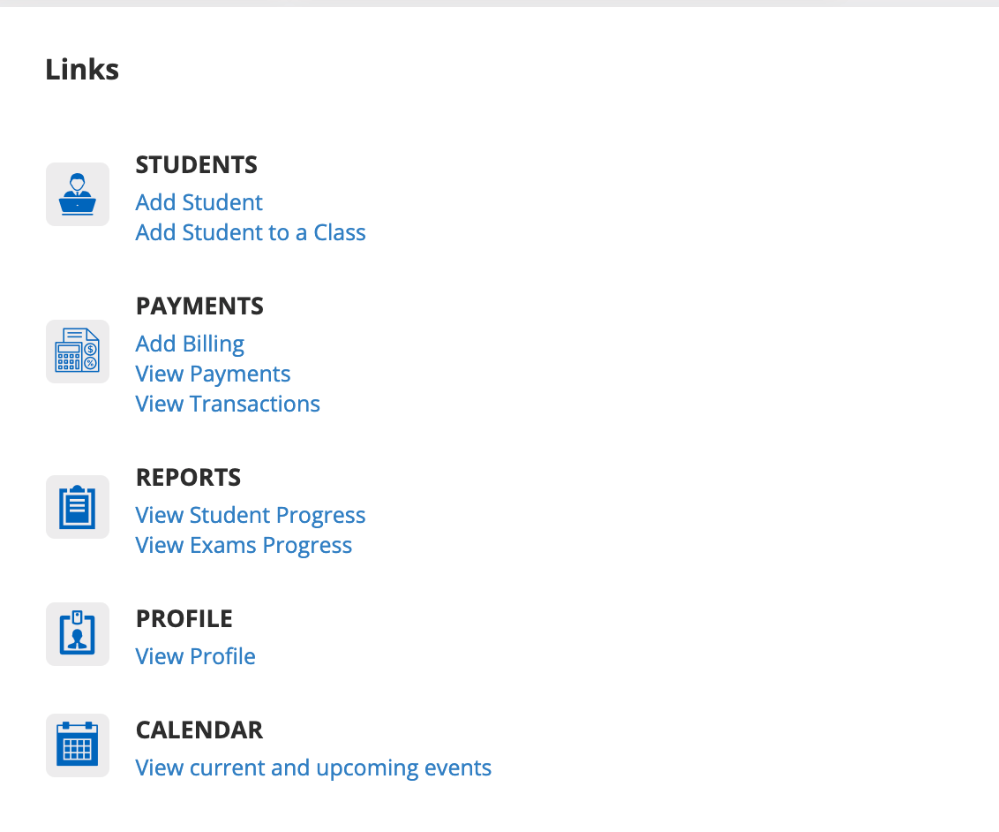 Links
STUDENTS
Add Student
Add Student to a Class
PAYMENTS
Add Billing
View Payments
View Transactions
REPORTS
View Student Progress
View Exams Progress
PROFILE
View Profile
CALENDAR
View current and upcoming events